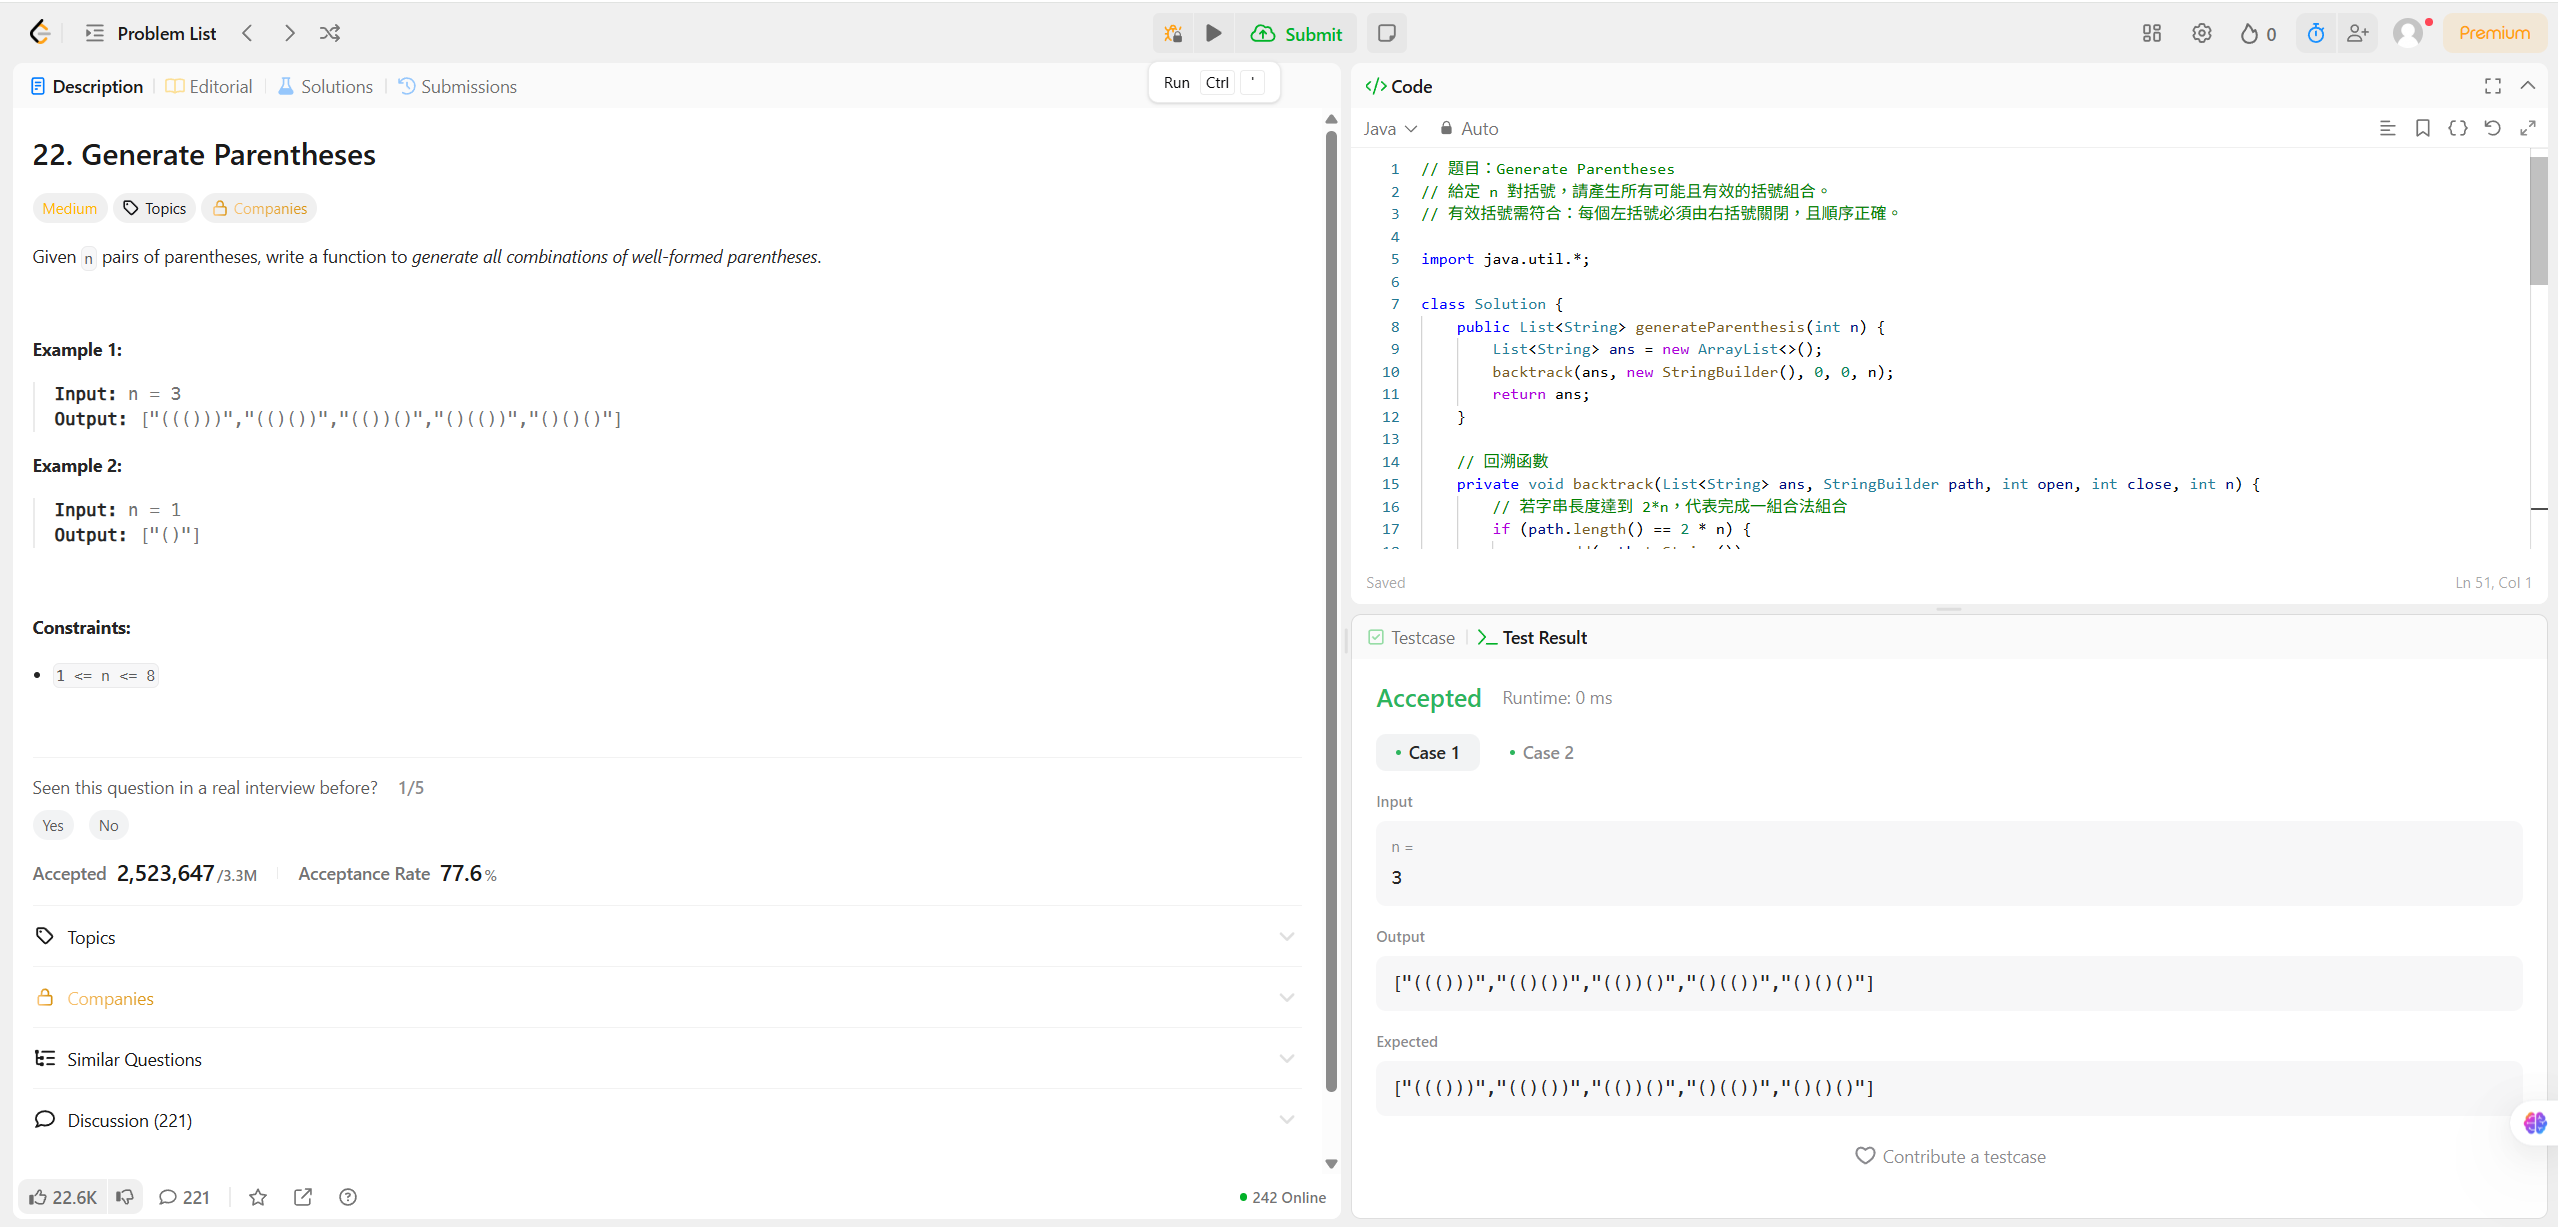 Problem List
Submit
0
Premium
Run Ctrl '
Description
Editorial
Solutions
Submissions
22. Generate Parentheses
Medium
Topics
Companies
Given n pairs of parentheses, write a function to generate all combinations of well-formed parentheses.
Example 1:
Input: n = 3
Output: ["((()))","(()())","(())()","()(())","()()()"]
Example 2:
Input: n = 1
Output: ["()"]
Constraints:
1 <= n <= 8
Seen this question in a real interview before? 1/5
Yes
No
Accepted 2,523,647/3.3M
Acceptance Rate 77.6%
Topics
Companies
Similar Questions
Discussion (221)
22.6K
221
242 Online
</> Code
Java
Auto
1 // 題目：Generate Parentheses
2 // 給定 n 對括號，請產生所有可能且有效的括號組合。
3 // 有效括號需符合：每個左括號必須由右括號關閉，且順序正確。
4
5 import java.util.*;
6
7 class Solution {
8 public List<String> generateParenthesis(int n) {
9 List<String> ans = new ArrayList<>();
10 backtrack(ans, new StringBuilder(), 0, 0, n);
11 return ans;
12 }
13
14 // 回溯函數
15 private void backtrack(List<String> ans, StringBuilder path, int open, int close, int n) {
16 // 若字串長度達到 2*n，代表完成一組合法組合
17 if (path.length() == 2 * n) {
Saved
Ln 51, Col 1
Testcase
Test Result
Accepted
Runtime: 0 ms
Case 1
Case 2
Input
n =
3
Output
["((()))","(()())","(())()","()(())","()()()"]
Expected
["((()))","(()())","(())()","()(())","()()()"]
Contribute a testcase